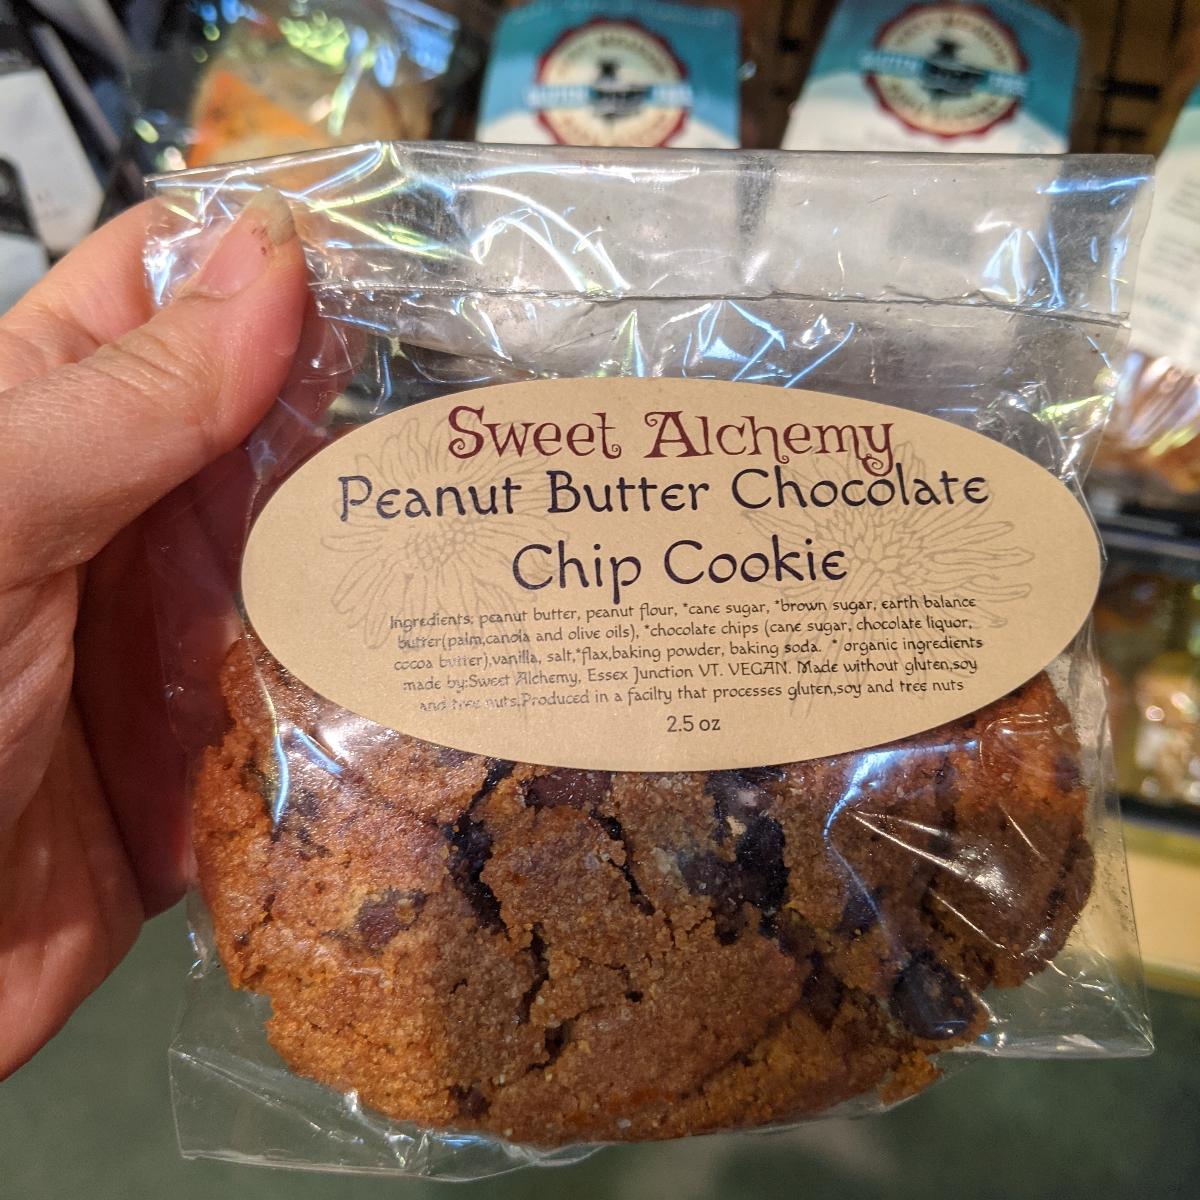 Sweet Alchemy
Peanut Butter Chocolate
Chip Cookie
Ingredients: peanut butter, peanut flour, *cane sugar, *brown sugar, earth balance
butter(palm,canola and olive oils), *chocolate chips (cane sugar, chocolate liquor,
cocoa butter),vanilla, salt,*flax,baking powder, baking soda. * organic ingredients
made by:Sweet Alchemy, Essex Junction VT. VEGAN. Made without gluten,soy
and tree nuts.Produced in a facilty that processes gluten,soy and tree nuts
2.5 oz